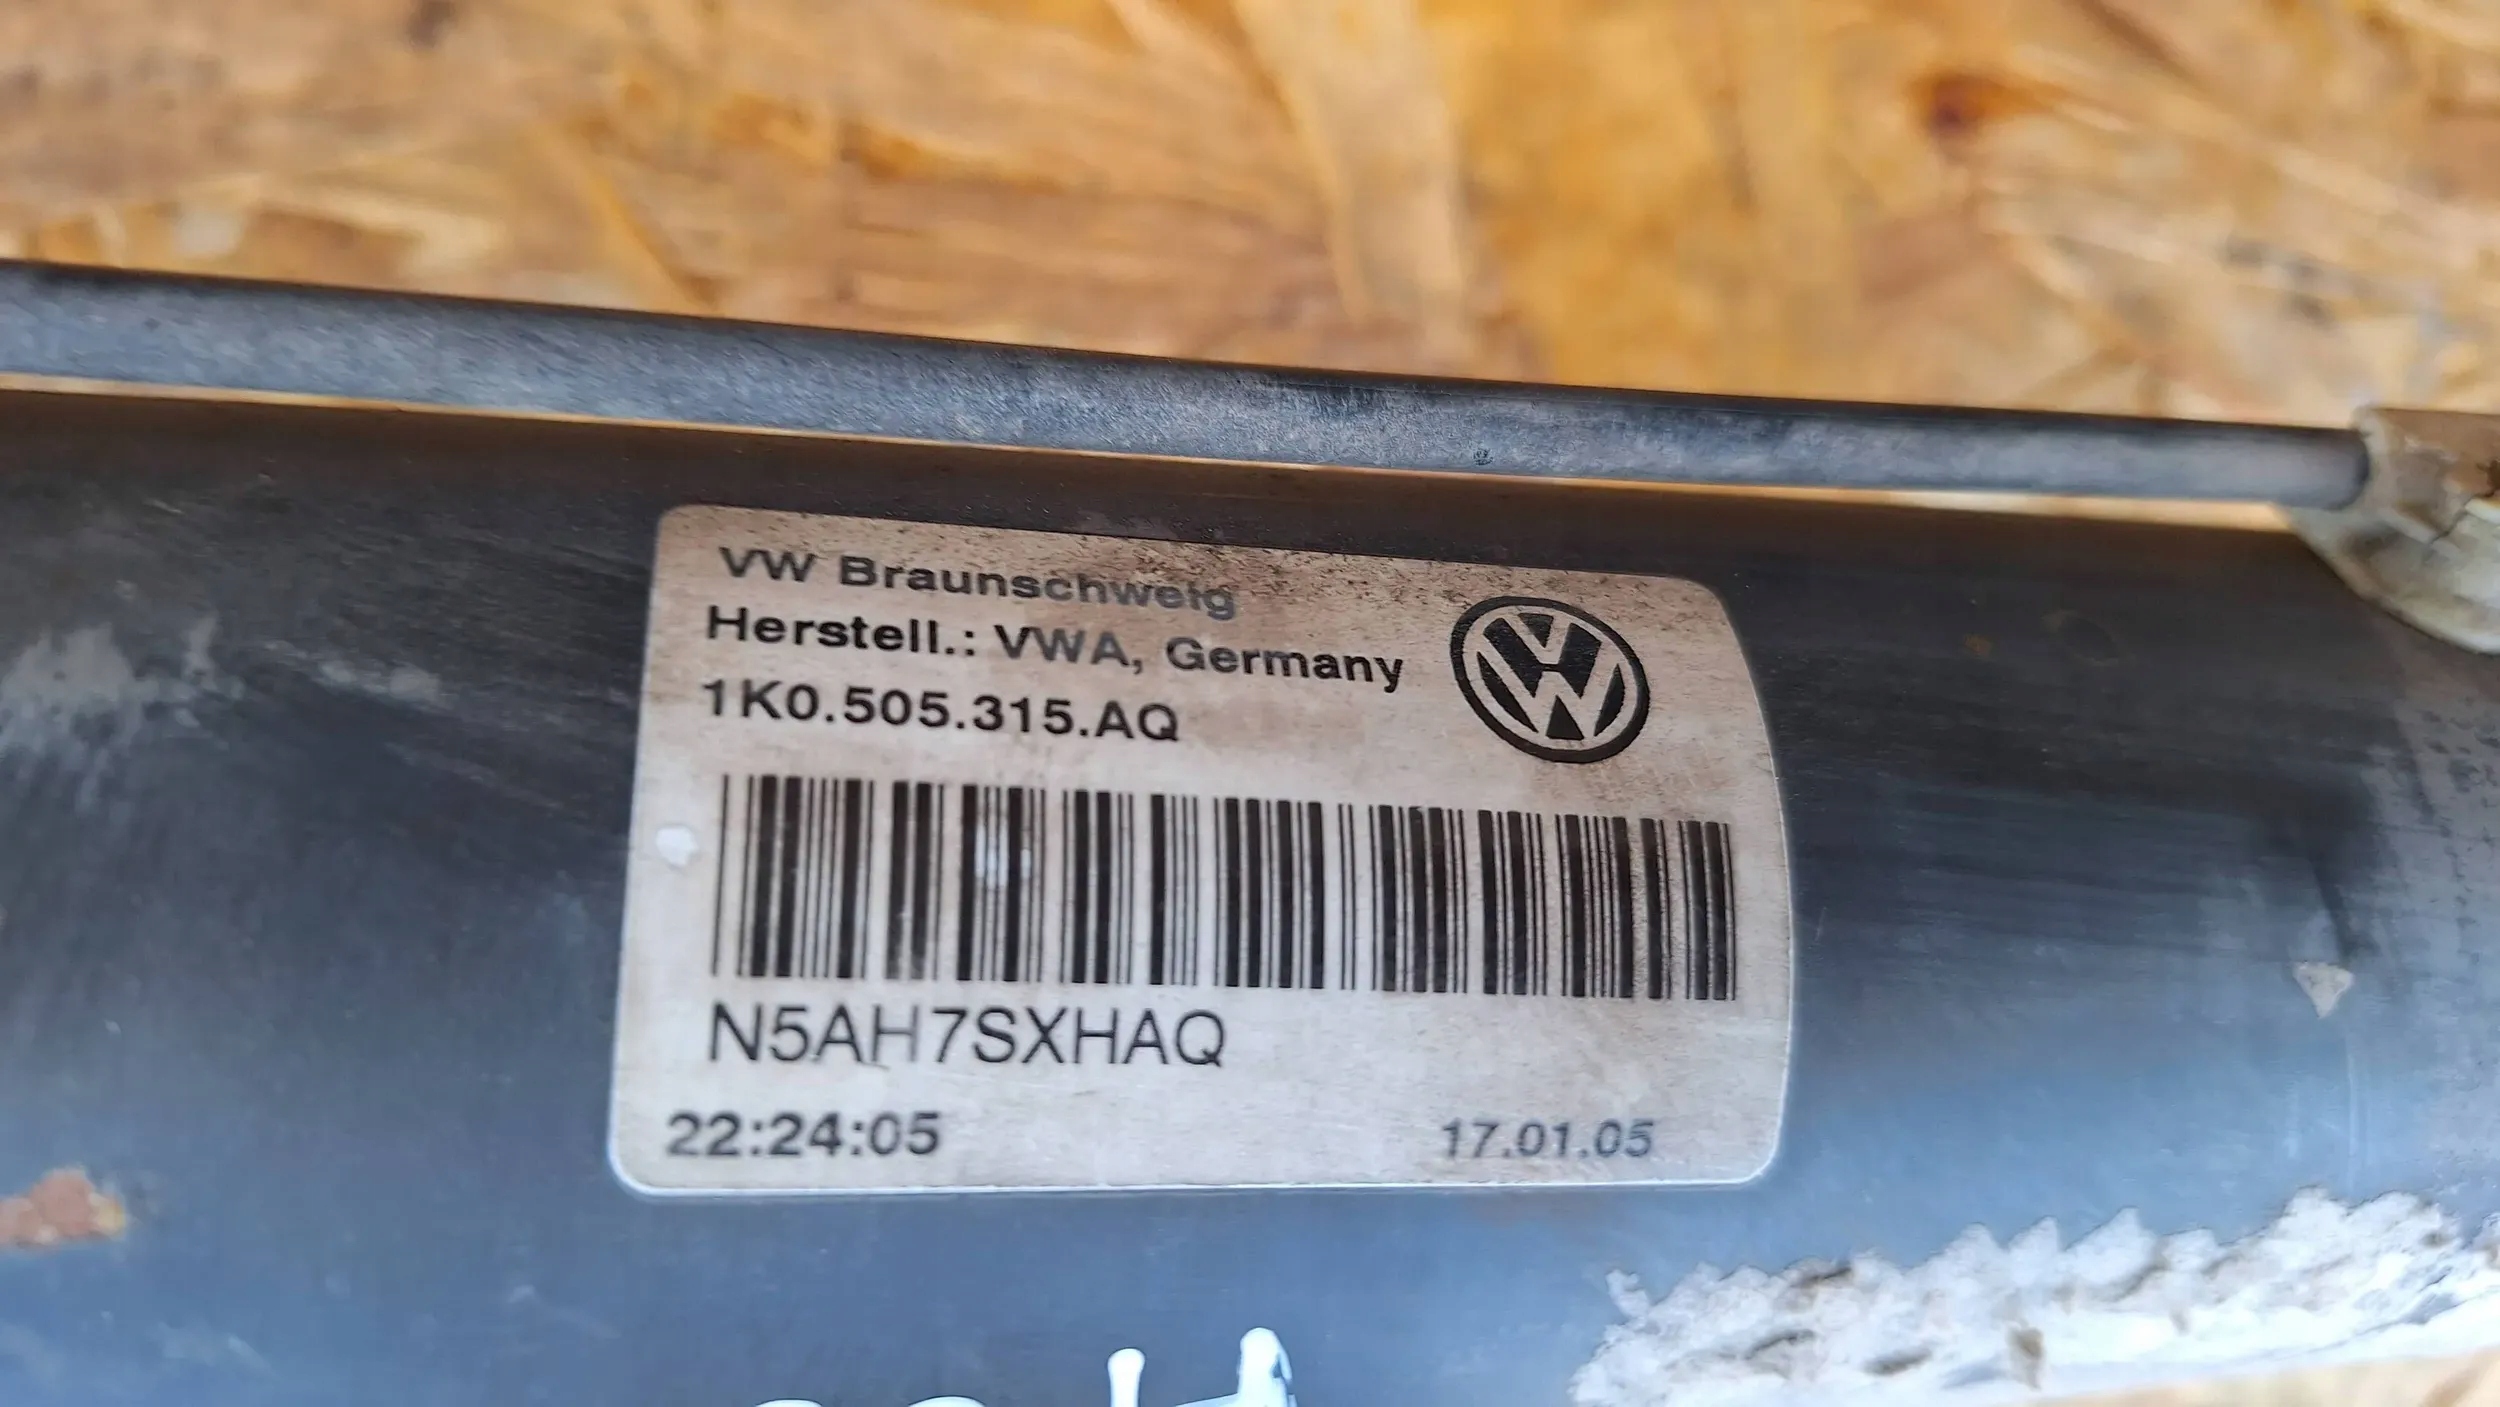 VW Braunschweig
Herstell.: VWA, Germany
1K0.505.315.AQ
N5AH7SXHAQ
22:24:05 17.01.05